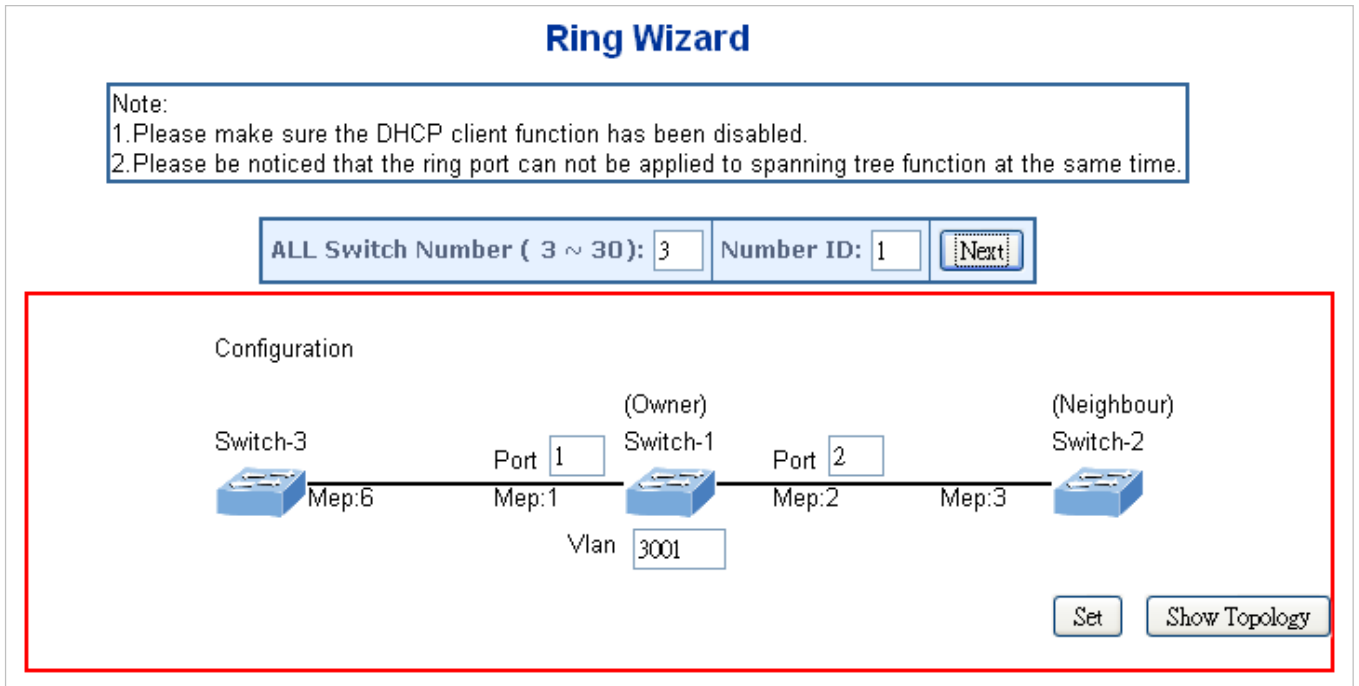 Ring Wizard
Note:
1.Please make sure the DHCP client function has been disabled.
2.Please be noticed that the ring port can not be applied to spanning tree function at the same time.
ALL Switch Number ( 3 ~ 30): 3 Number ID: 1 Next
Configuration
(Owner) (Neighbour)
Switch-3 Switch-1 Switch-2
Port 1 Port 2
Mep:6 Mep:1 Mep:2 Mep:3
Vlan 3001
Set Show Topology